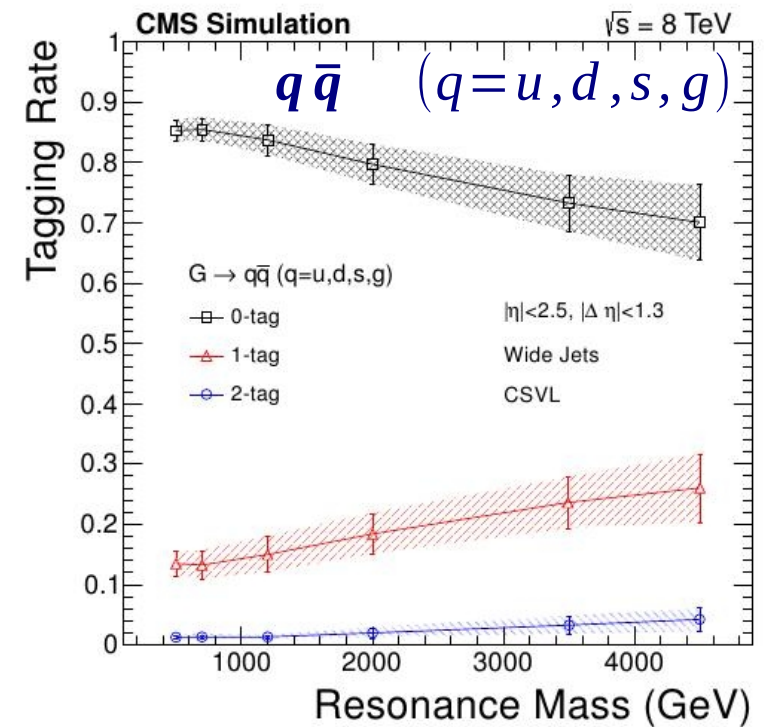 CMS Simulation √s = 8 TeV
q q̄ (q=u,d,s,g)
Tagging Rate
1
0.9
0.8
0.7
0.6
0.5
0.4
0.3
0.2
0.1
0
G → qq̄ (q=u,d,s,g)
0-tag
1-tag
2-tag
|η|<2.5, |Δ η|<1.3
Wide Jets
CSVL
1000 2000 3000 4000
Resonance Mass (GeV)